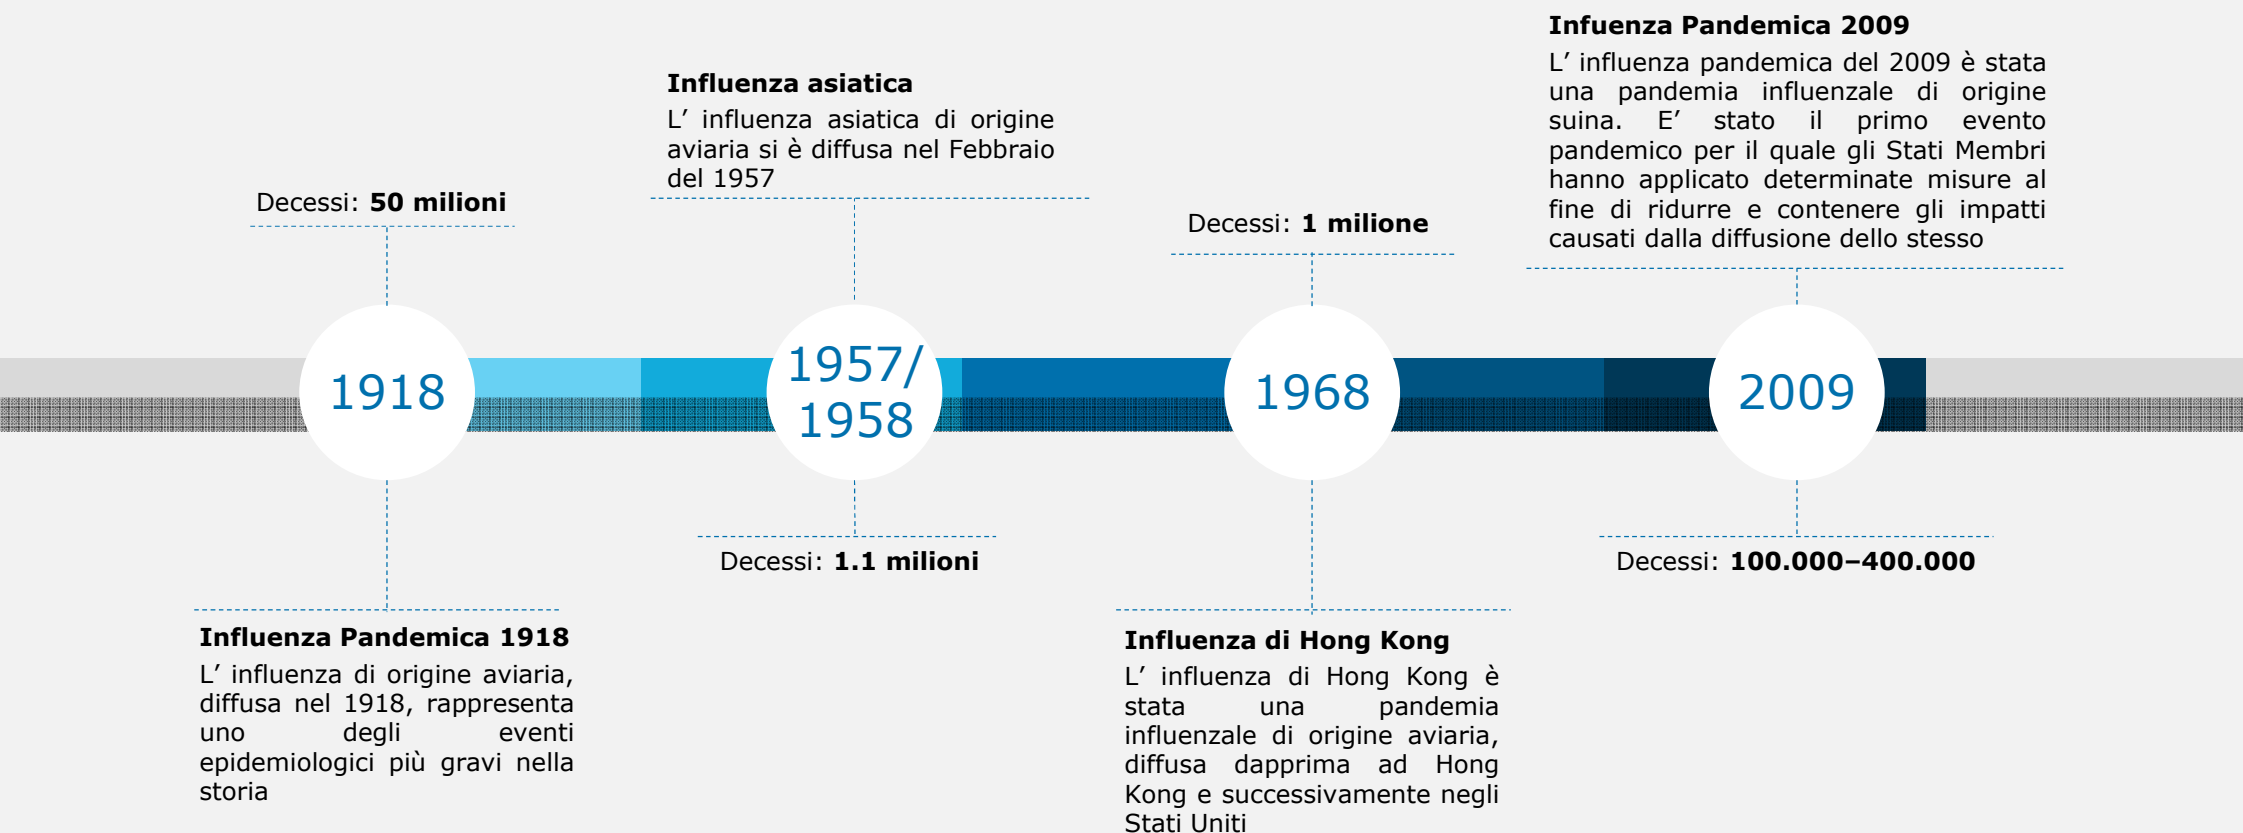 Decessi: 50 milioni
1918
Influenza Pandemica 1918
L’ influenza di origine aviaria,
diffusa nel 1918, rappresenta
uno degli eventi
epidemiologici più gravi nella
storia
Influenza asiatica
L’ influenza asiatica di origine
aviaria si è diffusa nel Febbraio
del 1957
1957/
1958
Decessi: 1.1 milioni
Decessi: 1 milione
1968
Influenza di Hong Kong
L’ influenza di Hong Kong è
stata una pandemia
influenzale di origine aviaria,
diffusa dapprima ad Hong
Kong e successivamente negli
Stati Uniti
Infuenza Pandemica 2009
L’ influenza pandemica del 2009 è stata
una pandemia influenzale di origine
suina. E’ stato il primo evento
pandemico per il quale gli Stati Membri
hanno applicato determinate misure al
fine di ridurre e contenere gli impatti
causati dalla diffusione dello stesso
2009
Decessi: 100.000–400.000